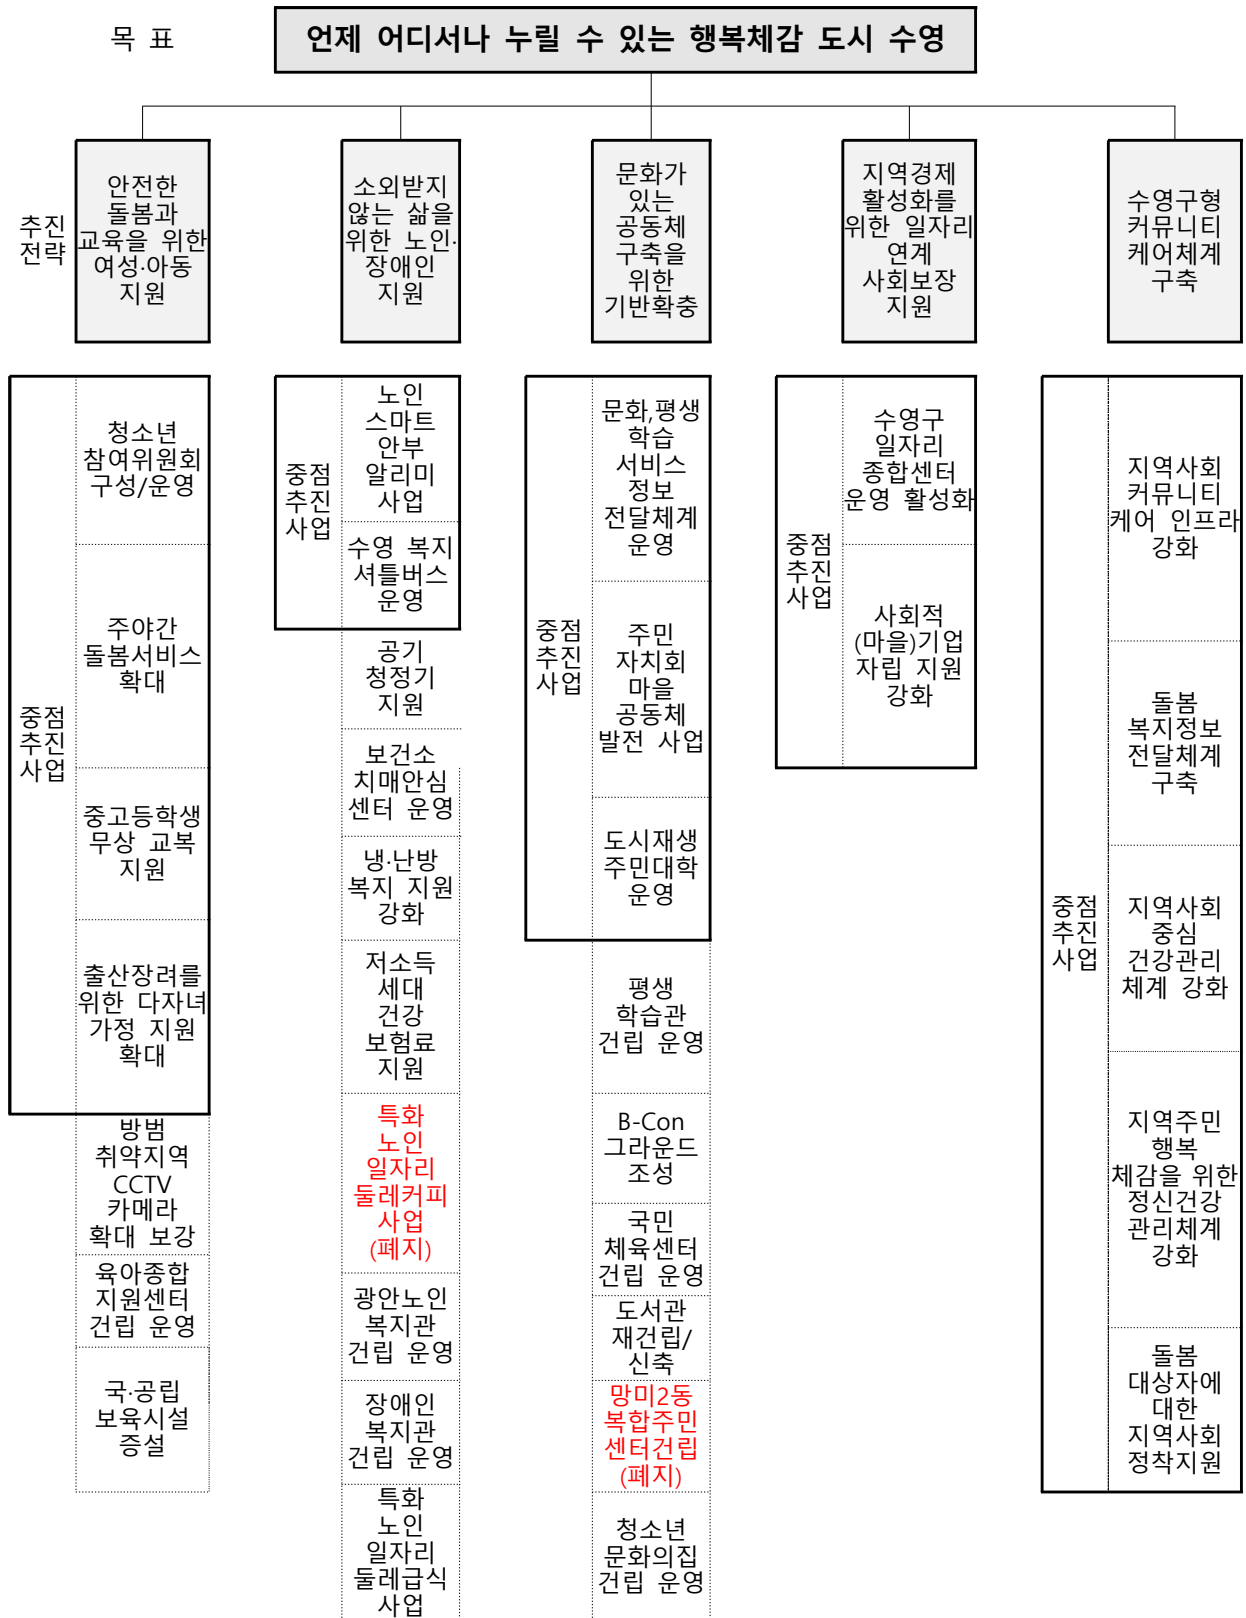 목 표
언제 어디서나 누릴 수 있는 행복체감 도시 수영
추진
전략
안전한
돌봄과
교육을 위한
여성·아동
지원
소외받지
않는 삶을
위한 노인·
장애인
지원
문화가
있는
공동체
구축을
위한
기반확충
지역경제
활성화를
위한 일자리
연계
사회보장
지원
수영구형
커뮤니티
케어체계
구축
중점
추진
사업
청소년
참여위원회
구성/운영
주야간
돌봄서비스
확대
중고등학생
무상 교복
지원
출산장려를
위한 다자녀
가정 지원
확대
방범
취약지역
CCTV
카메라
확대 보강
육아종합
지원센터
건립 운영
국·공립
보육시설
증설
중점
추진
사업
노인
스마트
안부
알리미
사업
수영 복지
셔틀버스
운영
공기
청정기
지원
보건소
치매안심
센터 운영
냉·난방
복지 지원
강화
저소득
세대
건강
보험료
지원
특화
노인
일자리
둘레커피
사업
(폐지)
광안노인
복지관
건립 운영
장애인
복지관
건립 운영
특화
노인
일자리
둘레급식
사업
중점
추진
사업
문화,평생
학습
서비스
정보
전달체계
운영
주민
자치회
마을
공동체
발전 사업
도시재생
주민대학
운영
평생
학습관
건립 운영
B-Con
그라운드
조성
국민
체육센터
건립 운영
도서관
재건립/
신축
망미2동
복합주민
센터건립
(폐지)
청소년
문화의집
건립 운영
중점
추진
사업
수영구
일자리
종합센터
운영 활성화
사회적
(마을)기업
자립 지원
강화
중점
추진
사업
지역사회
커뮤니티
케어 인프라
강화
돌봄
복지정보
전달체계
구축
지역사회
중심
건강관리
체계 강화
지역주민
행복
체감을 위한
정신건강
관리체계
강화
돌봄
대상자에
대한
지역사회
정착지원